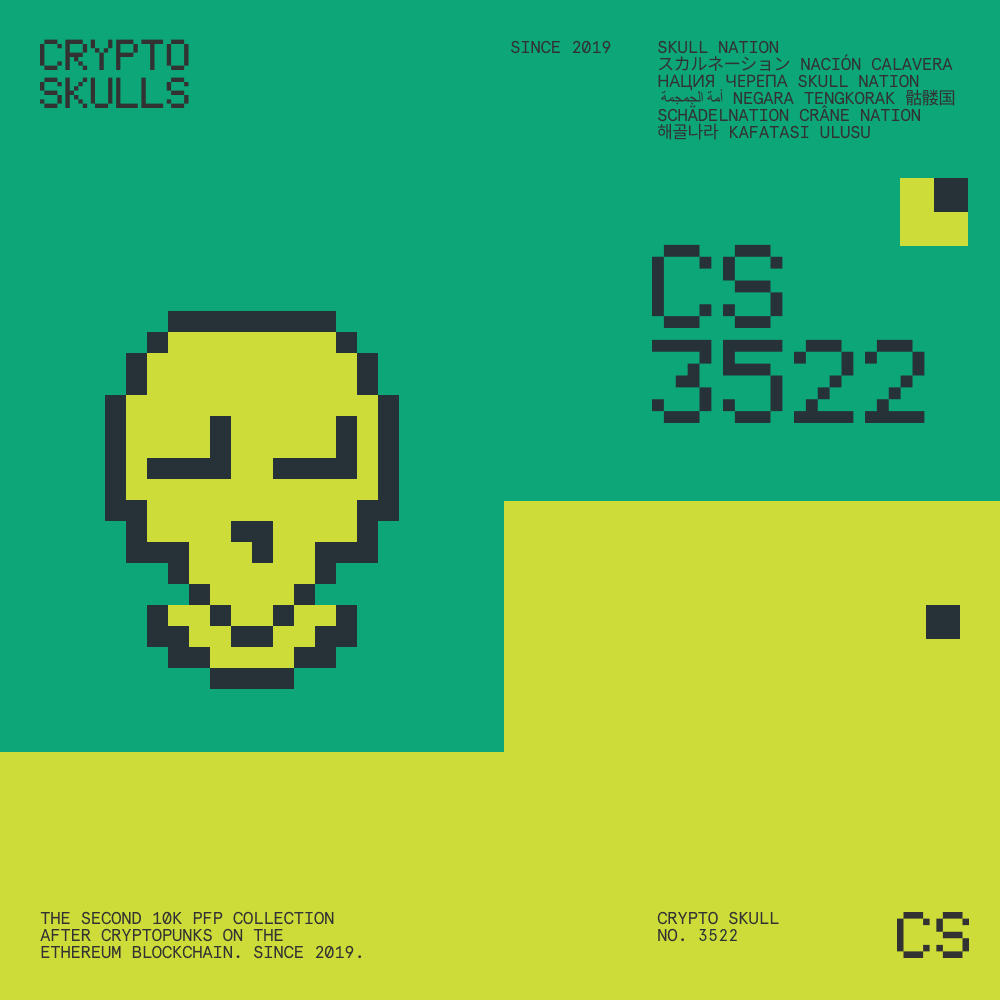 CRYPTO
SKULLS
SINCE 2019
SKULL NATION
スカルネーション NACIÓN CALAVERA
НАЦИЯ ЧЕРЕПА SKULL NATION
أمة الجمجمة NEGARA TENGKORAK 骷髅国
SCHÄDELNATION CRÂNE NATION
해골나라 KAFATASI ULUSU
CS
3522
THE SECOND 10K PFP COLLECTION
AFTER CRYPTOPUNKS ON THE
ETHEREUM BLOCKCHAIN. SINCE 2019.
CRYPTO SKULL
NO. 3522
CS